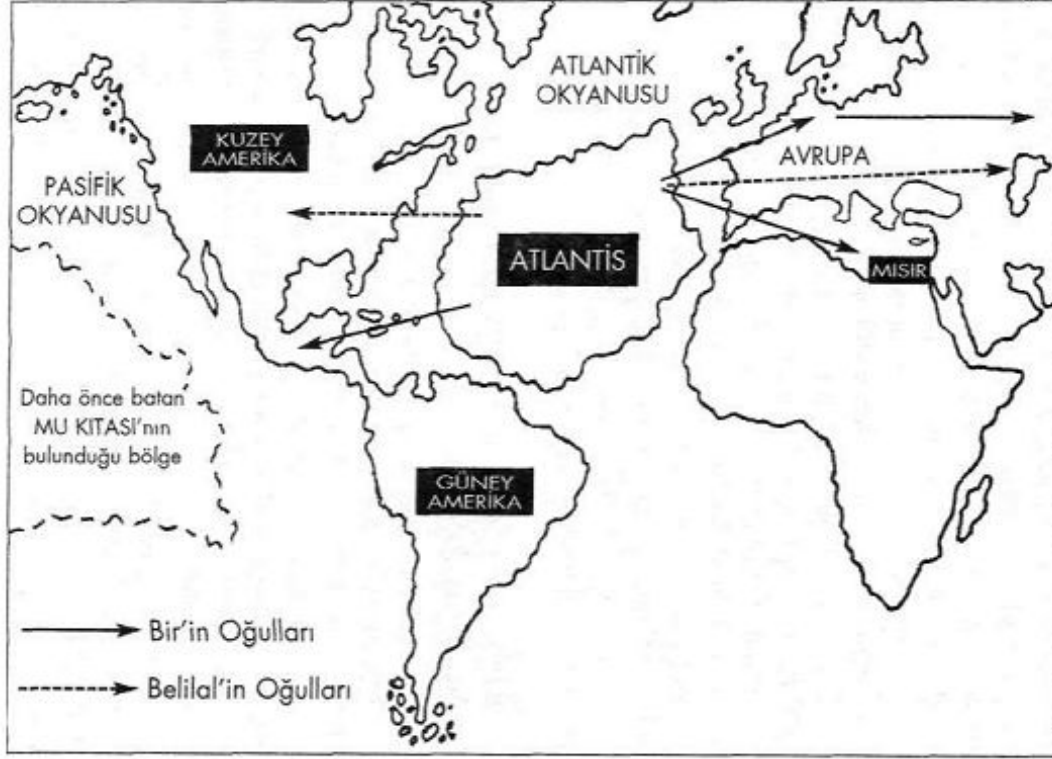 ATLANTİK
OKYANUSU
KUZEY
AMERİKA
PASİFİK
OKYANUSU
AVRUPA
ATLANTİS
MISIR
Daha önce batan
MU KITASI'nın
bulunduğu bölge
GÜNEY
AMERİKA
Bir'in Oğulları
Belilal'in Oğulları